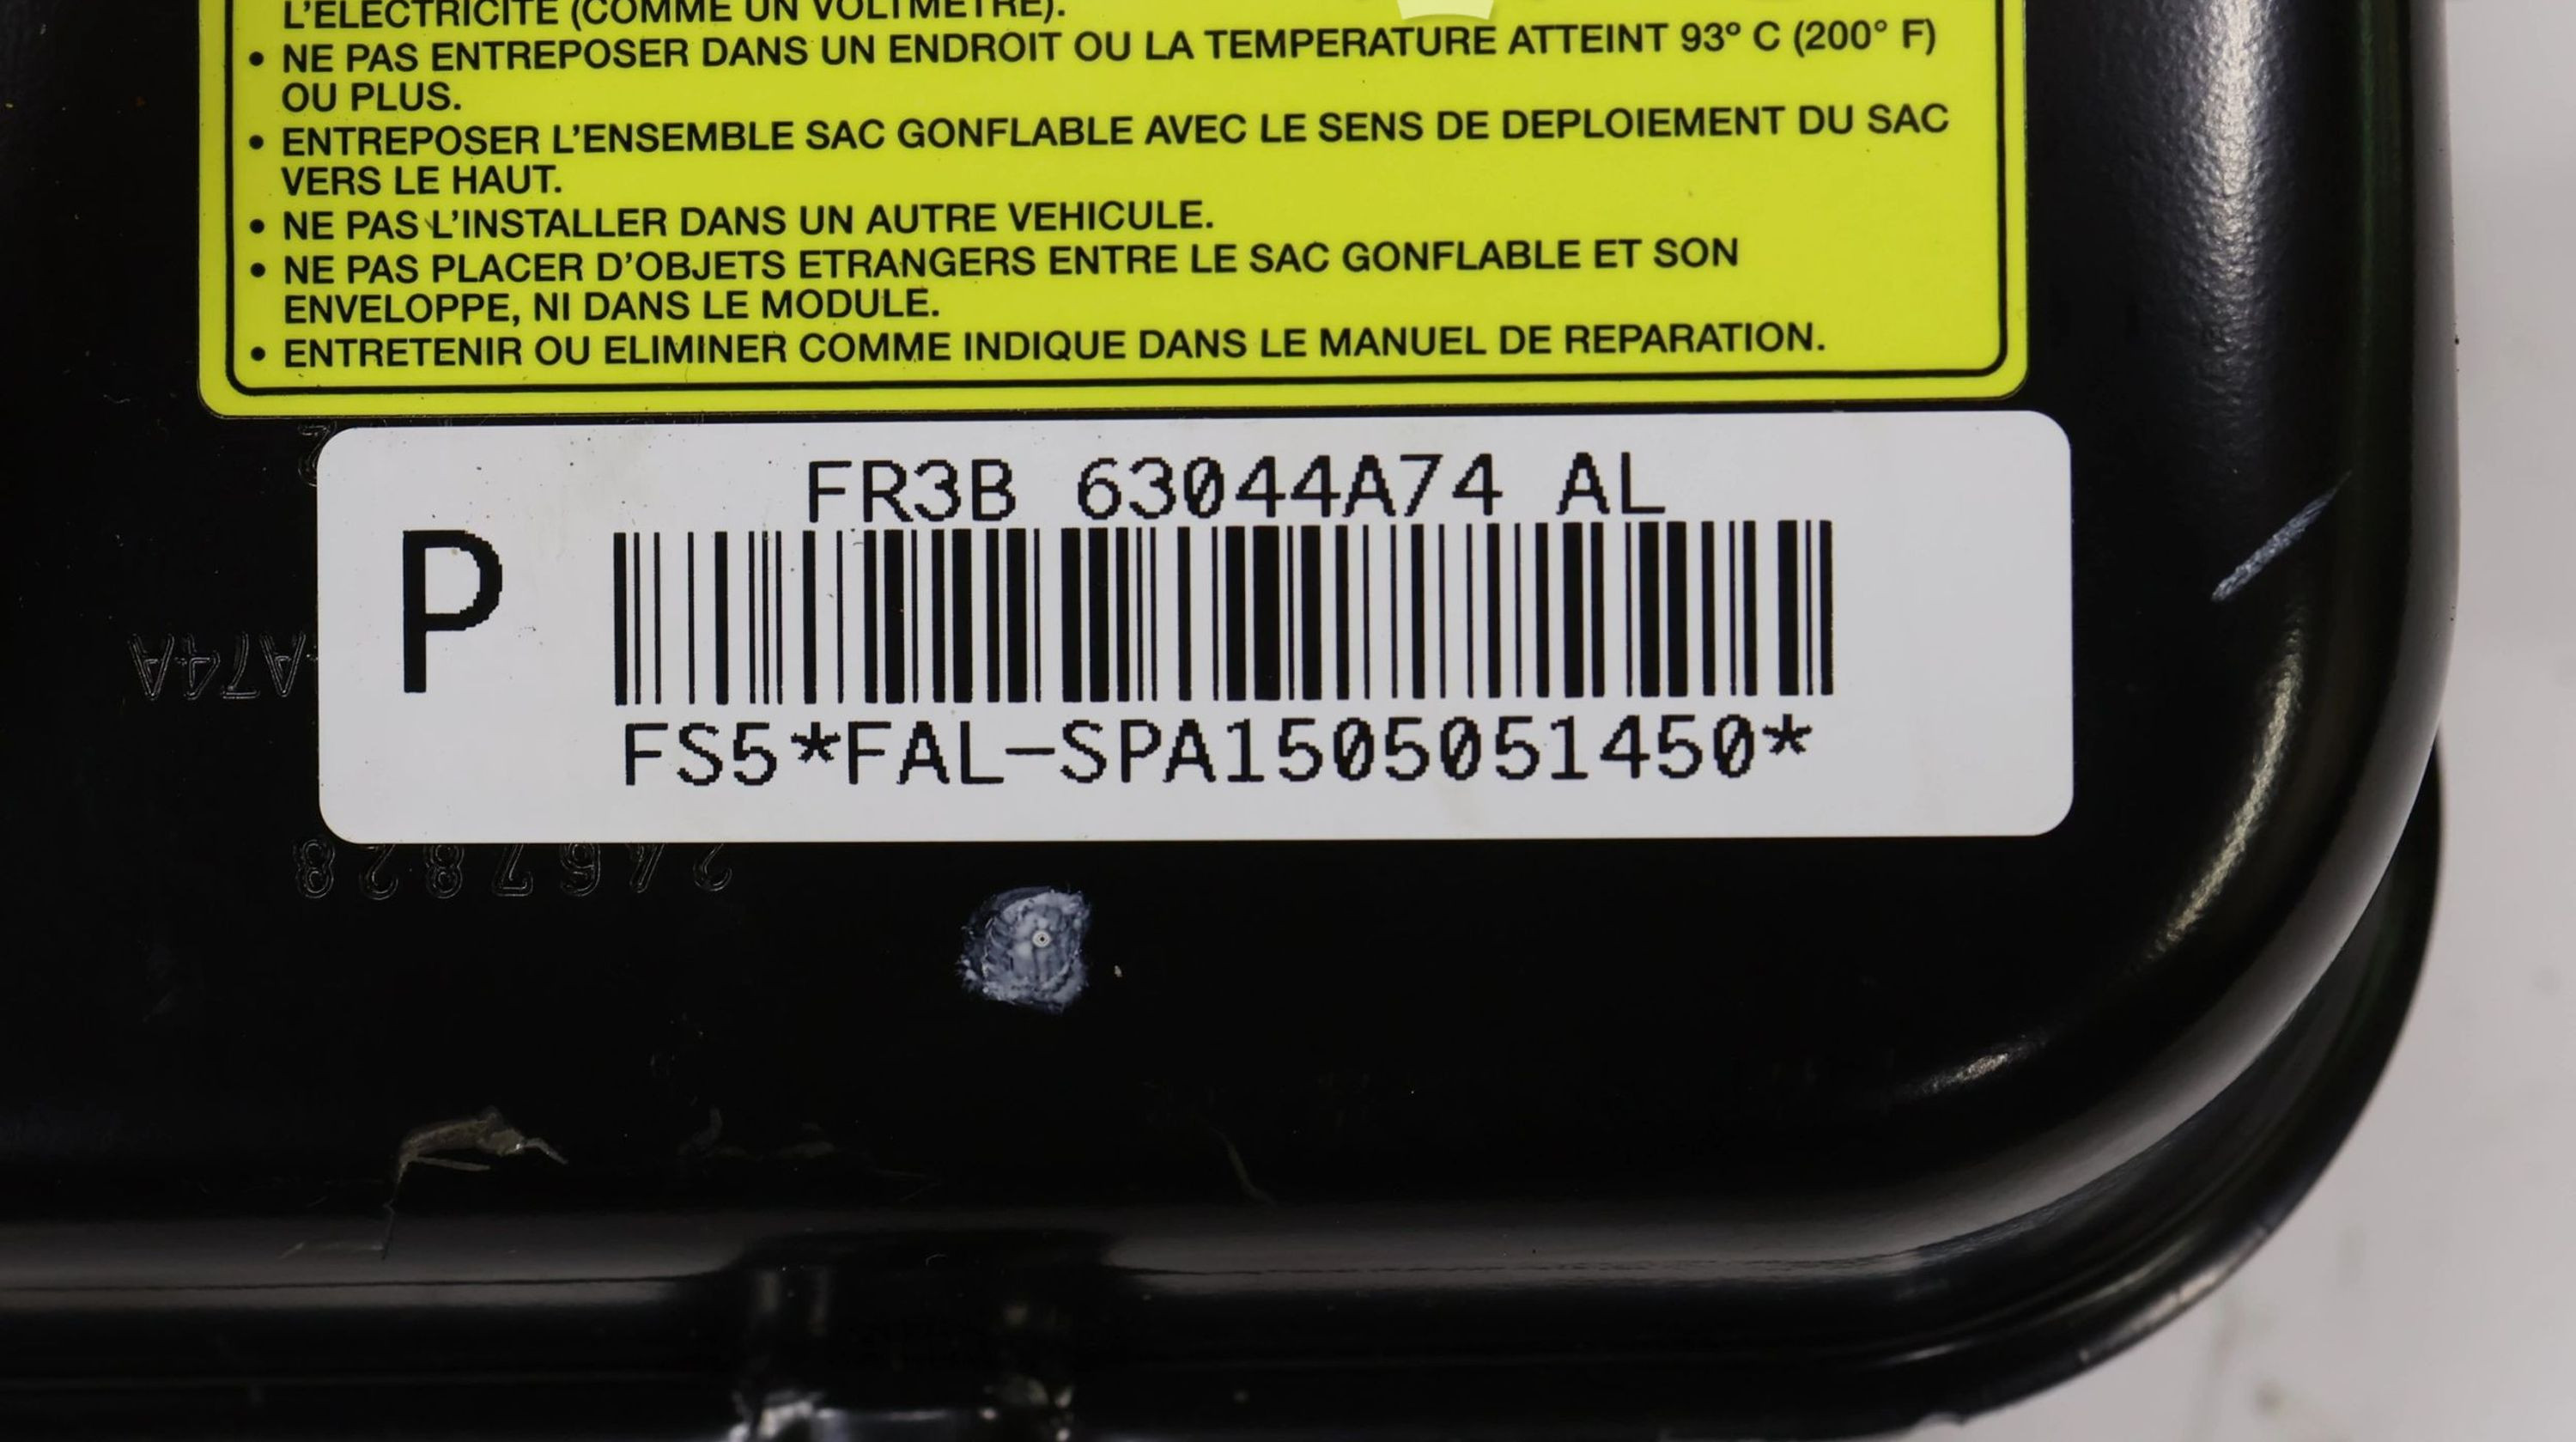 L'ELECTRICITE (COMME UN VOLTMETRE).
• NE PAS ENTREPOSER DANS UN ENDROIT OU LA TEMPERATURE ATTEINT 93° C (200° F)
OU PLUS.
• ENTREPOSER L'ENSEMBLE SAC GONFLABLE AVEC LE SENS DE DEPLOIEMENT DU SAC
VERS LE HAUT.
• NE PAS L'INSTALLER DANS UN AUTRE VEHICULE.
• NE PAS PLACER D'OBJETS ETRANGERS ENTRE LE SAC GONFLABLE ET SON
ENVELOPPE, NI DANS LE MODULE.
• ENTRETENIR OU ELIMINER COMME INDIQUE DANS LE MANUEL DE REPARATION.
FR3B 63044A74 AL
P
FS5*FAL-SPA1505051450*
A74A